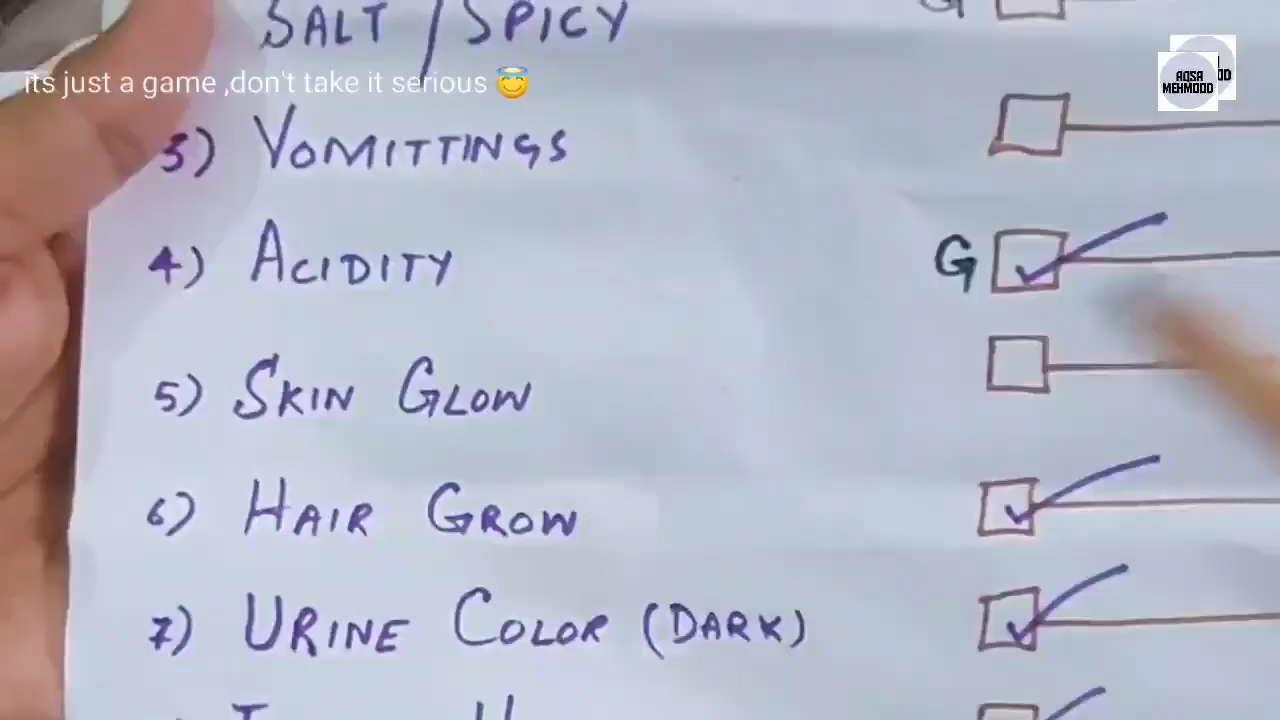 SALT / SPICY
G
its just a game ,don't take it serious 😇
AQSA
MEHMOOD
3) VOMITTINGS
4) ACIDITY
G
5) SKIN GLOW
6) HAIR GROW
7) URINE COLOR (DARK)